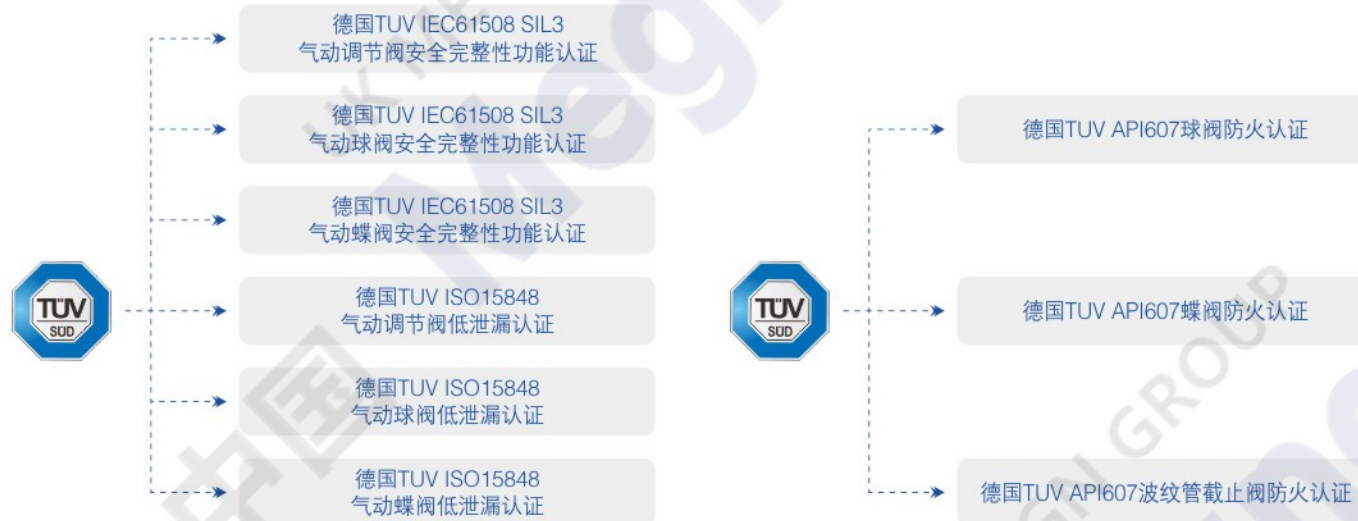 德国TUV IEC61508 SIL3
气动调节阀安全完整性功能认证
德国TUV IEC61508 SIL3
气动球阀安全完整性功能认证
德国TUV IEC61508 SIL3
气动蝶阀安全完整性功能认证
TÜV
SÜD
德国TUV ISO15848
气动调节阀低泄漏认证
德国TUV ISO15848
气动球阀低泄漏认证
德国TUV ISO15848
气动蝶阀低泄漏认证
德国TUV API607球阀防火认证
TÜV
SÜD
德国TUV API607蝶阀防火认证
德国TUV API607波纹管截止阀防火认证
UK ME
Meg
中国
GN GROUP